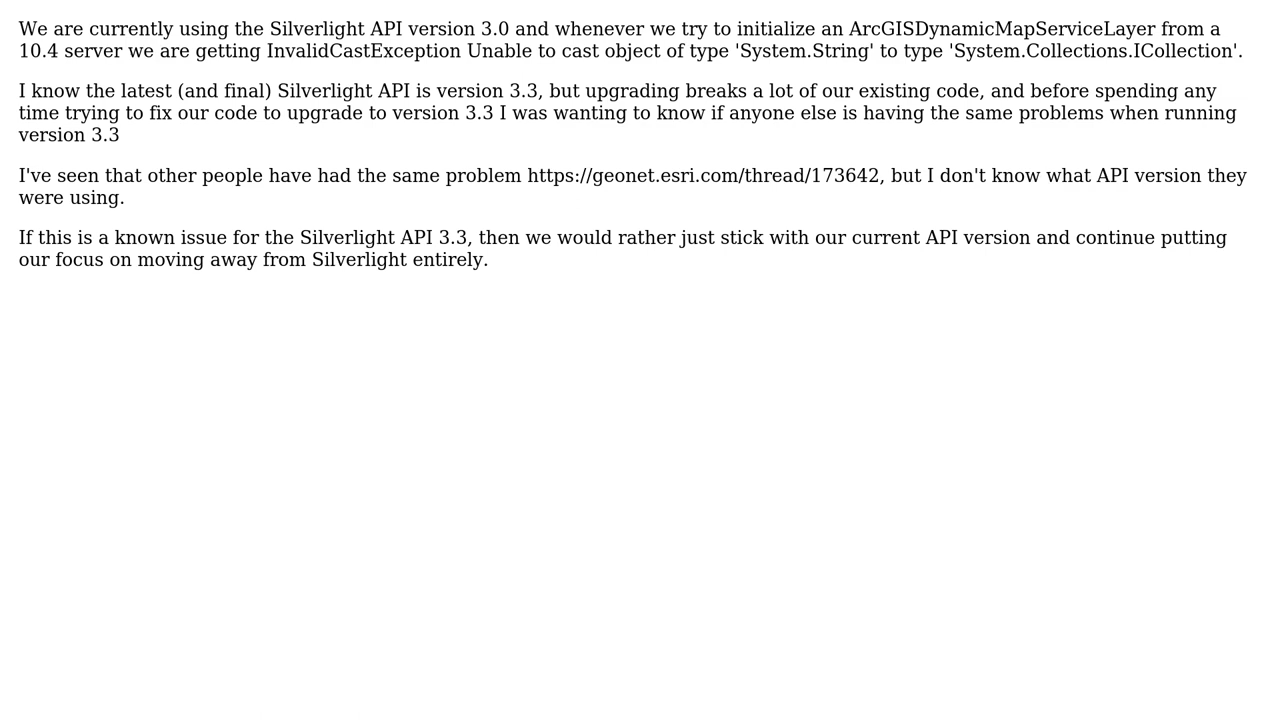 We are currently using the Silverlight API version 3.0 and whenever we try to initialize an ArcGISDynamicMapServiceLayer from a
10.4 server we are getting InvalidCastException Unable to cast object of type 'System.String' to type 'System.Collections.ICollection'.
I know the latest (and final) Silverlight API is version 3.3, but upgrading breaks a lot of our existing code, and before spending any
time trying to fix our code to upgrade to version 3.3 I was wanting to know if anyone else is having the same problems when running
version 3.3
I've seen that other people have had the same problem https://geonet.esri.com/thread/173642, but I don't know what API version they
were using.
If this is a known issue for the Silverlight API 3.3, then we would rather just stick with our current API version and continue putting
our focus on moving away from Silverlight entirely.